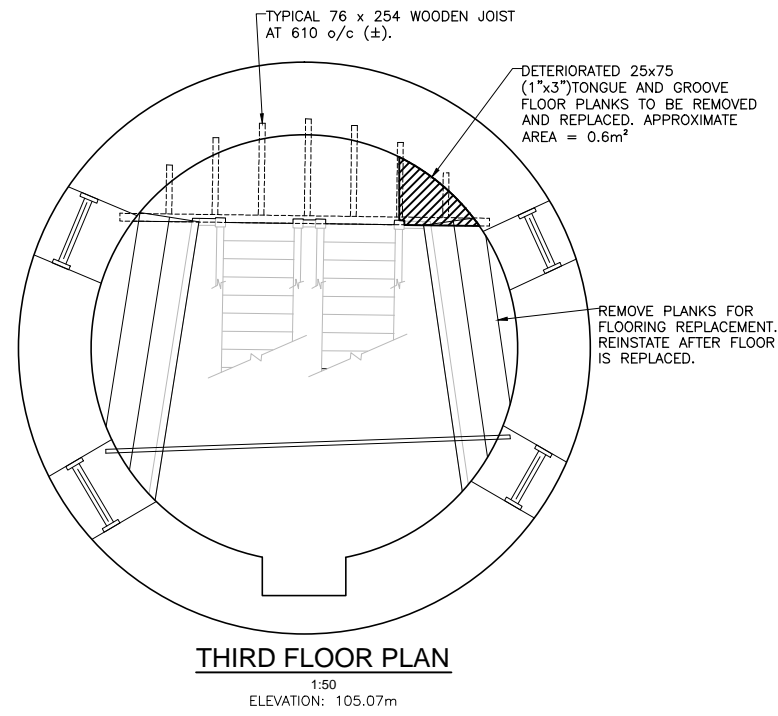 TYPICAL 76 x 254 WOODEN JOIST
AT 610 o/c (±).
DETERIORATED 25x75
(1"x3")TONGUE AND GROOVE
FLOOR PLANKS TO BE REMOVED
AND REPLACED. APPROXIMATE
AREA = 0.6m²
REMOVE PLANKS FOR
FLOORING REPLACEMENT.
REINSTATE AFTER FLOOR
IS REPLACED.
THIRD FLOOR PLAN
1:50
ELEVATION: 105.07m